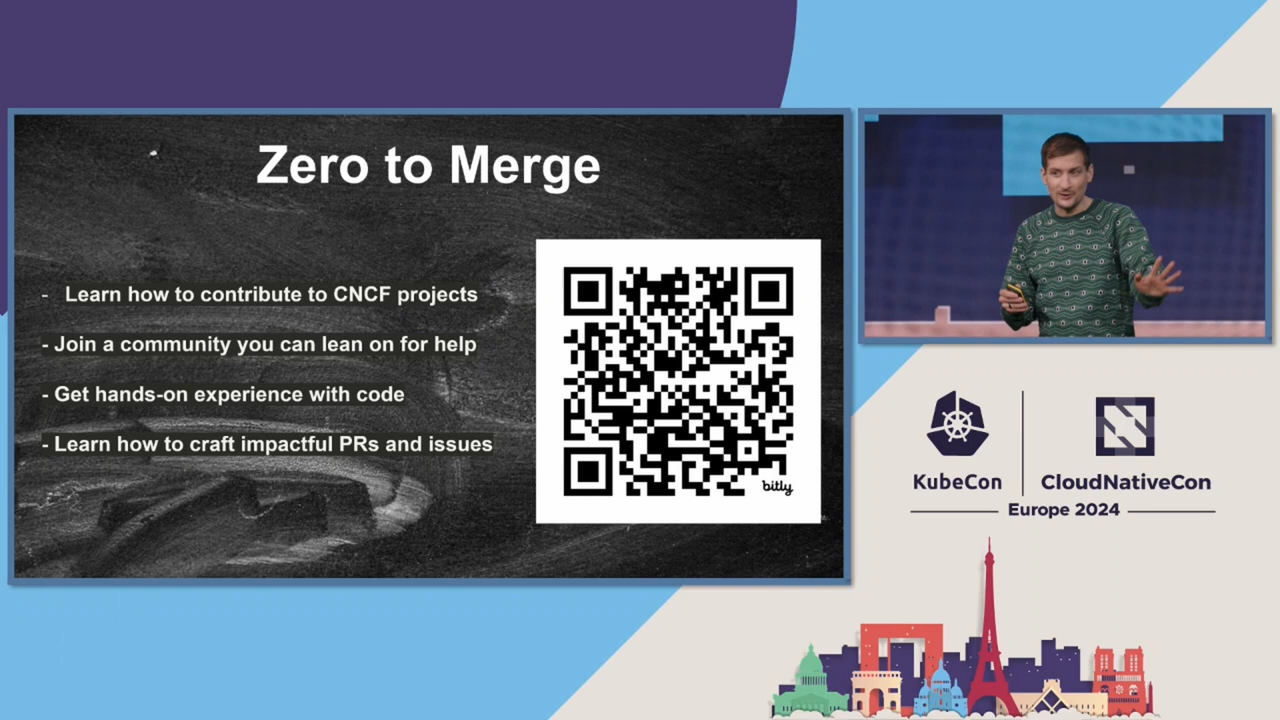 Zero to Merge
- Learn how to contribute to CNCF projects
- Join a community you can lean on for help
- Get hands-on experience with code
- Learn how to craft impactful PRs and issues
bitly
KubeCon
CloudNativeCon
Europe 2024